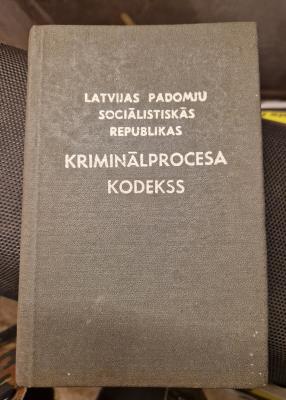 LATVIJAS PADOMJU
SOCIĀLISTISKĀS
REPUBLIKAS
KRIMINĀLPROCESA
KODEKSS